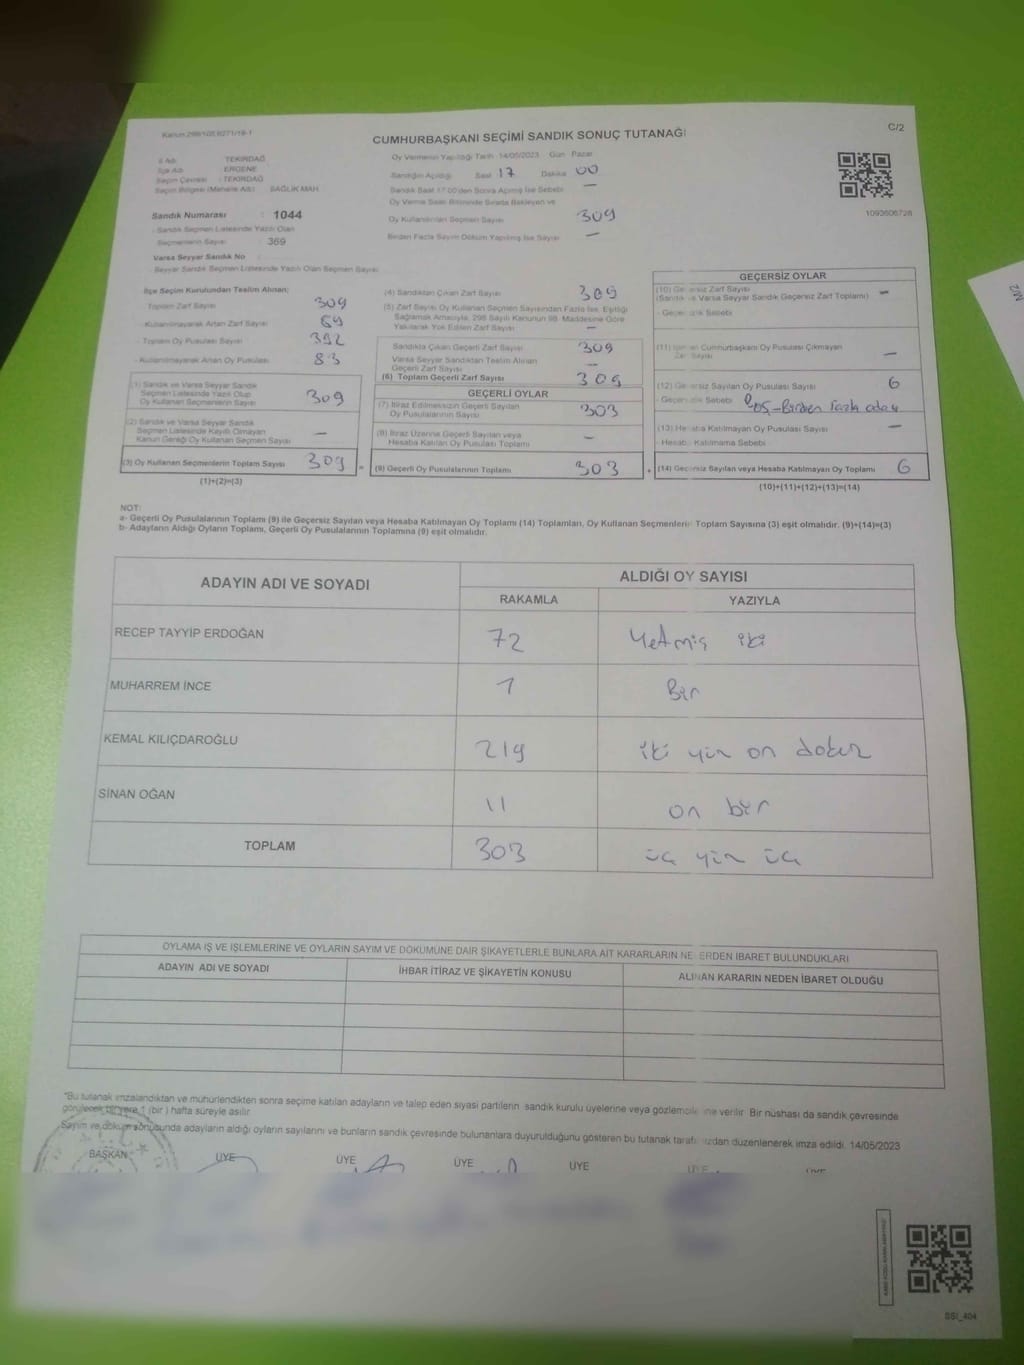 Kanun:298/105,6271/19-1
C/2
CUMHURBAŞKANI SEÇİMİ SANDIK SONUÇ TUTANAĞI
İl Adı : TEKİRDAĞ
İlçe Adı : ERGENE
Seçim Çevresi : TEKİRDAĞ
Seçim Bölgesi (Mahalle Adı) : SAĞLIK MAH.
Sandık Numarası : 1044
Sandık Seçmen Listesinde Yazılı Olan
Seçmenlerin Sayısı : 369
Varsa Seyyar Sandık No :
Seyyar Sandık Seçmen Listesinde Yazılı Olan Seçmen Sayısı :
Oy Vermenin Yapıldığı Tarih :14/05/2023 Gün : Pazar
Sandığın Açıldığı Saat 17 Dakika 00
Sandık Saat 17.00'den Sonra Açılmış İse Sebebi —
Oy Verme Saati Bitiminde Sırada Bekleyen ve
Oy Kullandırılan Seçmen Sayısı 309
Birden Fazla Sayım Döküm Yapılmış İse Sayısı —
1093606728
İlçe Seçim Kurulundan Teslim Alınan;
Toplam Zarf Sayısı 309
- Kullanılmayarak Artan Zarf Sayısı 69
- Toplam Oy Pusulası Sayısı 392
- Kullanılmayarak Artan Oy Pusulası 83
(1) Sandık ve Varsa Seyyar Sandık
Seçmen Listesinde Yazılı Olup
Oy Kullanan Seçmenlerin Sayısı 309
(2) Sandık ve Varsa Seyyar Sandık
Seçmen Listesinde Kayıtlı Olmayan
Kanun Gereği Oy Kullanan Seçmen Sayısı —
(3) Oy Kullanan Seçmenlerin Toplam Sayısı 309 =
(1)+(2)=(3)
(4) Sandıktan Çıkan Zarf Sayısı 309
(5) Zarf Sayısı Oy Kullanan Seçmen Sayısından Fazla İse, Eşitliği
Sağlamak Amacıyla, 298 Sayılı Kanunun 98. Maddesine Göre
Yakılarak Yok Edilen Zarf Sayısı —
Sandıkta Çıkan Geçerli Zarf Sayısı 309
Varsa Seyyar Sandıktan Teslim Alınan
Geçerli Zarf Sayısı —
(6) Toplam Geçerli Zarf Sayısı 309
GEÇERLİ OYLAR
(7) İtiraz Edilmeksizin Geçerli Sayılan
Oy Pusulalarının Sayısı 303
(8) İtiraz Üzerine Geçerli Sayılan veya
Hesaba Katılan Oy Pusulası Toplamı —
(9) Geçerli Oy Pusulalarının Toplamı 303 +
GEÇERSİZ OYLAR
(10) Geçersiz Zarf Sayısı —
(Sandık ve Varsa Seyyar Sandık Geçersiz Zarf Toplamı)
- Geçersizlik Sebebi
(11) İçinden Cumhurbaşkanı Oy Pusulası Çıkmayan
Zarf Sayısı —
(12) Geçersiz Sayılan Oy Pusulası Sayısı 6
- Geçersizlik Sebebi Boş-Birden fazla aday
(13) Hesaba Katılmayan Oy Pusulası Sayısı —
- Hesaba Katılmama Sebebi
(14) Geçersiz Sayılan veya Hesaba Katılmayan Oy Toplamı 6
(10)+(11)+(12)+(13)=(14)
NOT:
a- Geçerli Oy Pusulalarının Toplamı (9) ile Geçersiz Sayılan veya Hesaba Katılmayan Oy Toplamı (14) Toplamları, Oy Kullanan Seçmenlerin Toplam Sayısına (3) eşit olmalıdır. (9)+(14)=(3)
b- Adayların Aldığı Oyların Toplamı, Geçerli Oy Pusulalarının Toplamına (9) eşit olmalıdır.
ADAYIN ADI VE SOYADI ALDIĞI OY SAYISI
RAKAMLA YAZIYLA
RECEP TAYYİP ERDOĞAN 72 Yetmiş iki
MUHARREM İNCE 1 Bir
KEMAL KILIÇDAROĞLU 219 iki yüz on dokuz
SİNAN OĞAN 11 on bir
TOPLAM 303 üç yüz üç
OYLAMA İŞ VE İŞLEMLERİNE VE OYLARIN SAYIM VE DÖKÜMÜNE DAİR ŞİKAYETLERLE BUNLARA AİT KARARLARIN NELERDEN İBARET BULUNDUKLARI
ADAYIN ADI VE SOYADI İHBAR İTİRAZ VE ŞİKAYETİN KONUSU ALINAN KARARIN NEDEN İBARET OLDUĞU
*Bu tutanak imzalandıktan ve mühürlendikten sonra seçime katılan adayların ve talep eden siyasi partilerin sandık kurulu üyelerine veya gözlemcilerine verilir. Bir nüshası da sandık çevresinde
görülecek bir yere 1 (bir ) hafta süreyle asılır.
Sayım ve döküm sonucunda adayların aldığı oyların sayılarını ve bunların sandık çevresinde bulunanlara duyurulduğunu gösteren bu tutanak tarafımızdan düzenlenerek imza edildi. 14/05/2023
BAŞKAN ÜYE ÜYE ÜYE ÜYE ÜYE ÜYE
SSI_404
M/2